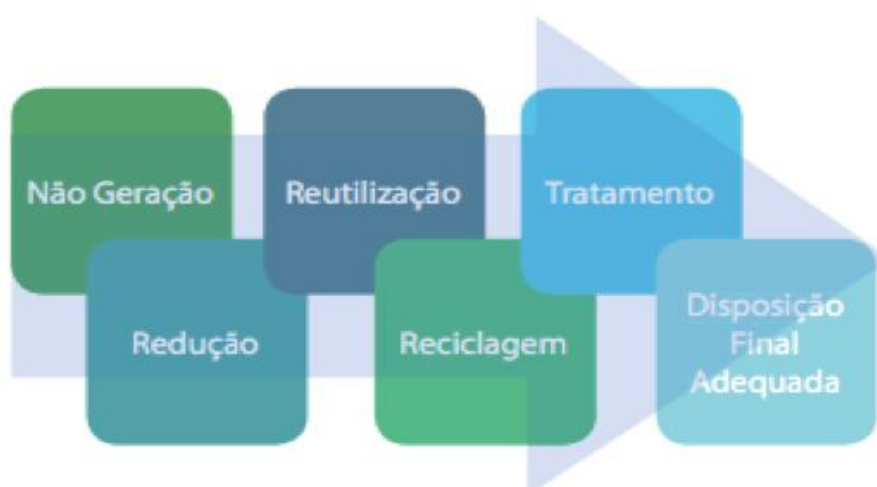 Não Geração
Redução
Reutilização
Reciclagem
Tratamento
Disposição
Final
Adequada